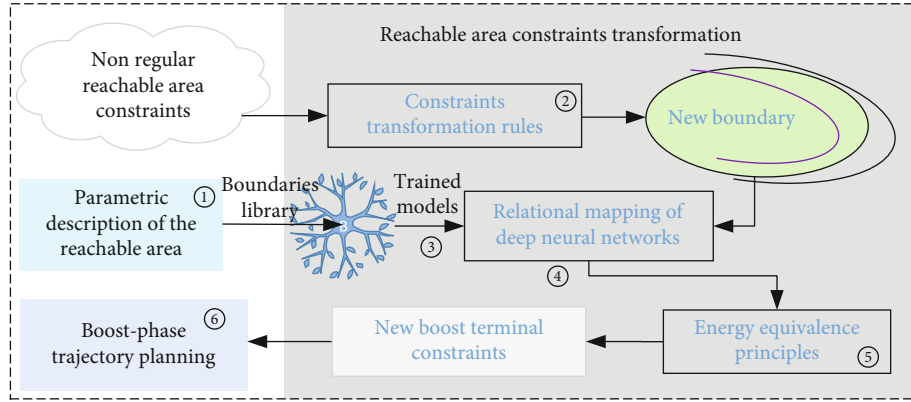 Reachable area constraints transformation
Non regular
reachable area
constraints
②
Constraints
transformation rules
New boundary
①
Parametric
description of the
reachable area
Boundaries
library
3
Trained
models
③
Relational mapping of
deep neural networks
④
⑥
Boost-phase
trajectory planning
New boost terminal
constraints
Energy equivalence
principles
⑤